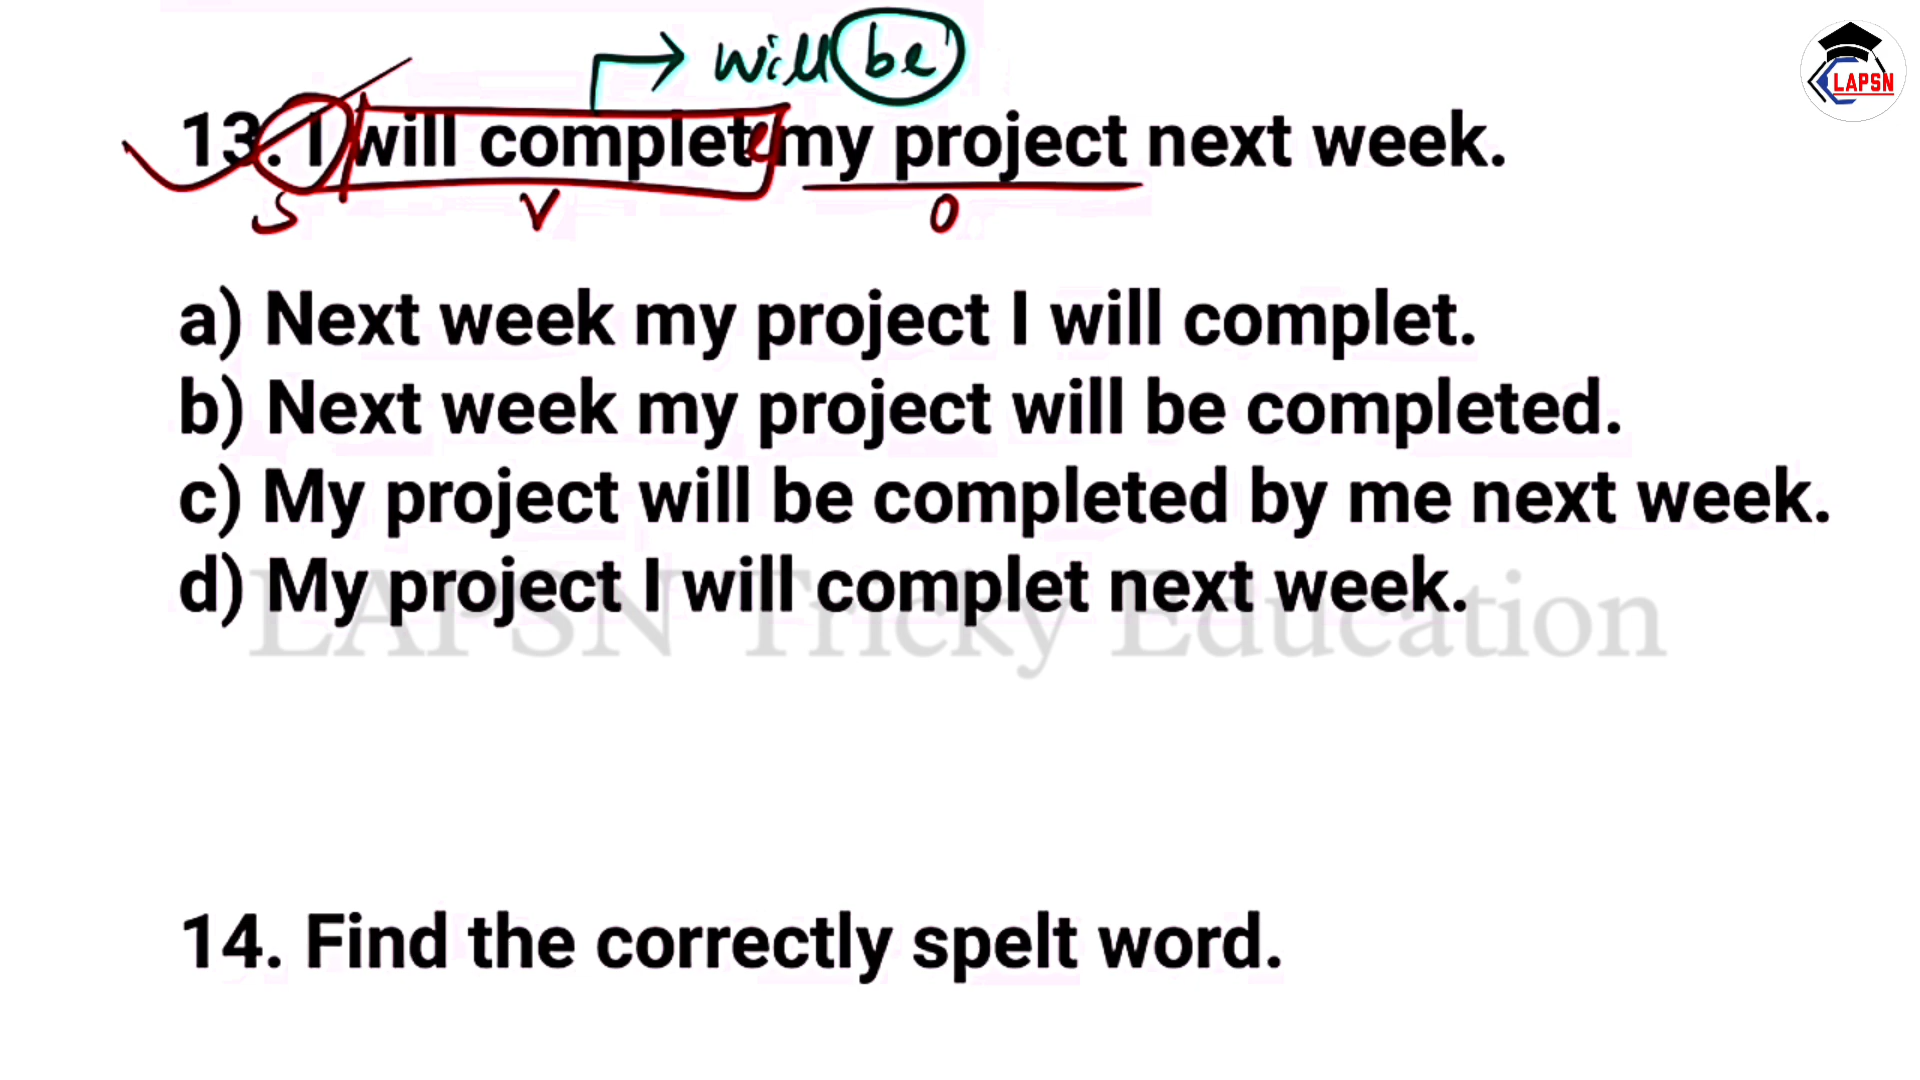 will be
LAPSN
13. I will complete my project next week.
S V O
a) Next week my project I will complet.
b) Next week my project will be completed.
c) My project will be completed by me next week.
d) My project I will complet next week.
LAPSN Tricky Education
14. Find the correctly spelt word.